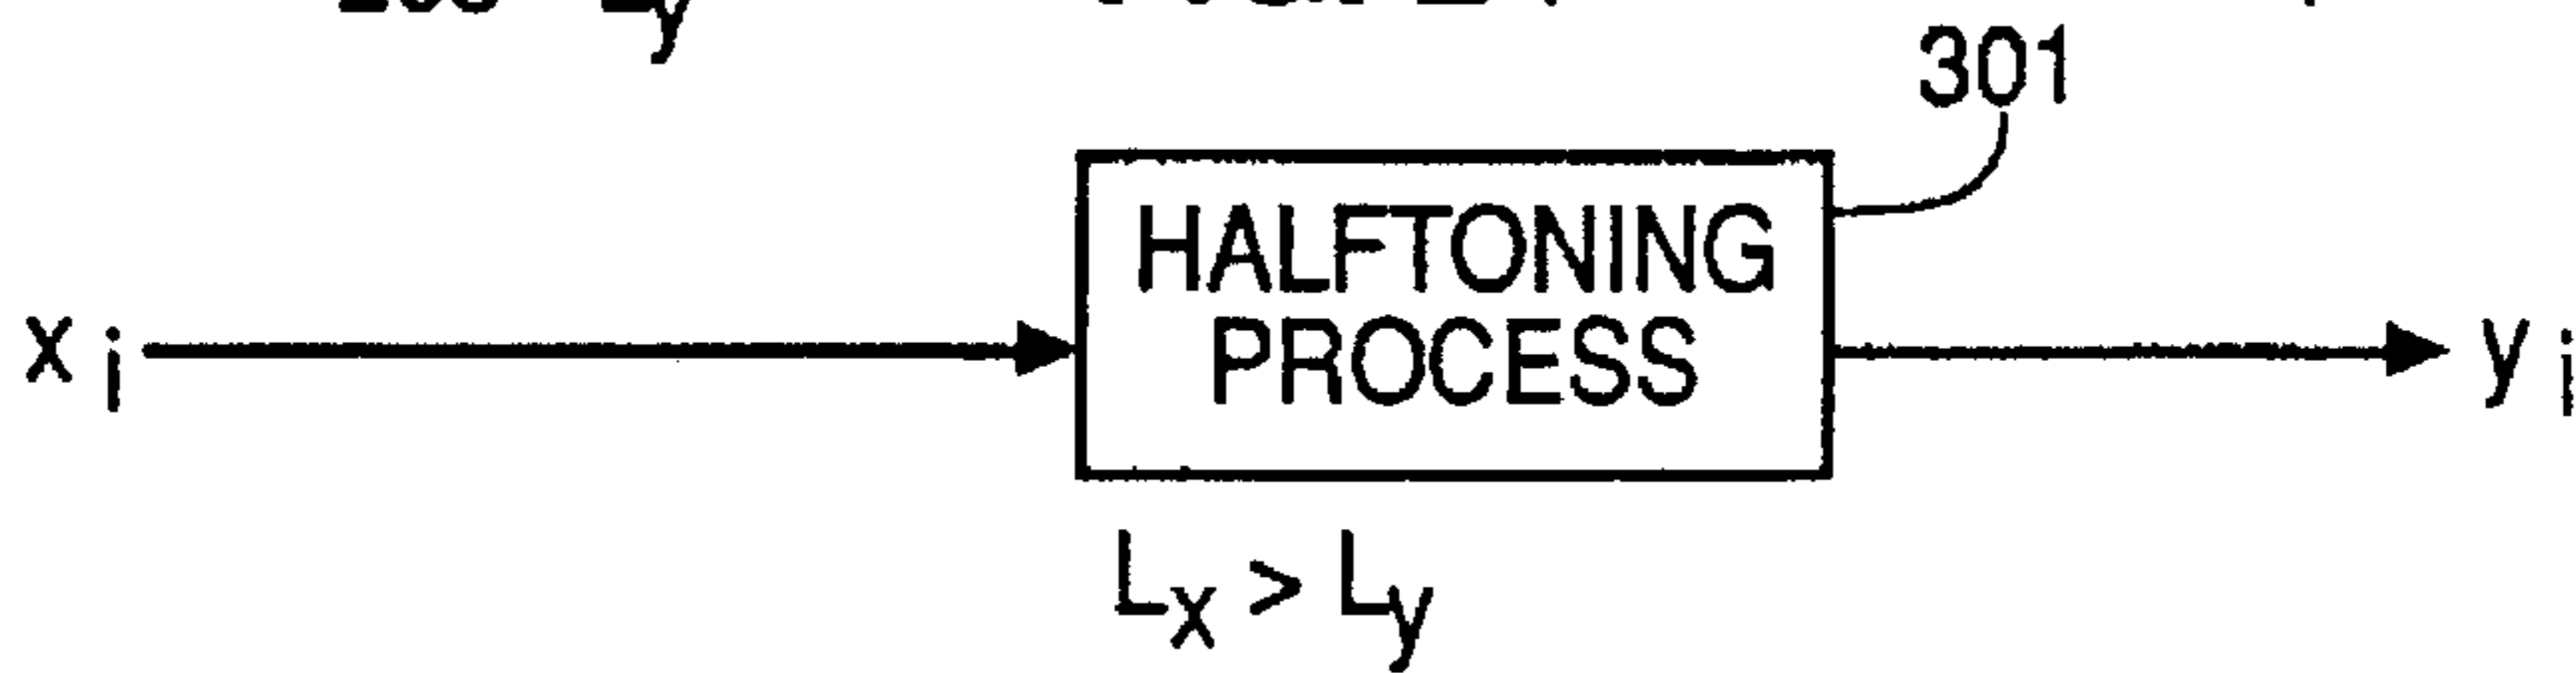 301
HALFTONING
PROCESS
x i
y i
Lx > Ly